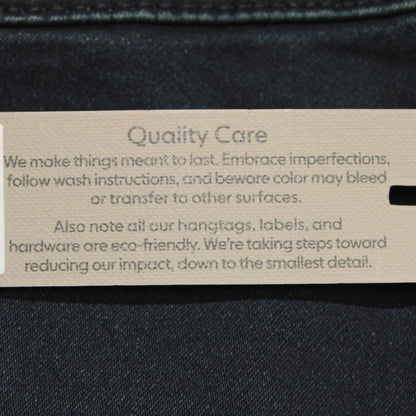 Quality Care
We make things meant to last. Embrace imperfections,
follow wash instructions, and beware color may bleed
or transfer to other surfaces.
Also note all our hangtags, labels, and
hardware are eco-friendly. We're taking steps toward
reducing our impact, down to the smallest detail.